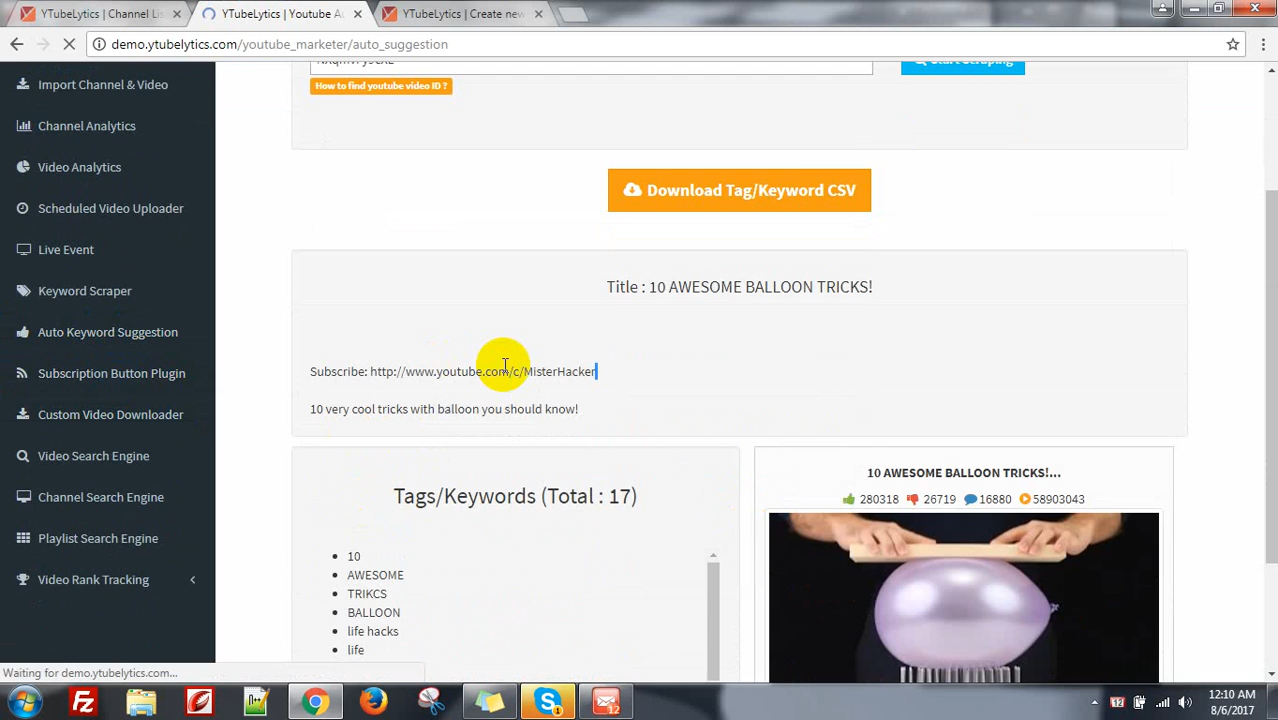 YTubeLytics | Channel Lis
YTubeLytics | Youtube A
YTubeLytics | Create new
demo.ytubelytics.com/youtube_marketer/auto_suggestion
Import Channel & Video
Channel Analytics
Video Analytics
Scheduled Video Uploader
Live Event
Keyword Scraper
Auto Keyword Suggestion
Subscription Button Plugin
Custom Video Downloader
Video Search Engine
Channel Search Engine
Playlist Search Engine
Video Rank Tracking
Start Scraping
How to find youtube video ID ?
Download Tag/Keyword CSV
Title : 10 AWESOME BALLOON TRICKS!
Subscribe: http://www.youtube.com/c/MisterHacker
10 very cool tricks with balloon you should know!
Tags/Keywords (Total : 17)
10
AWESOME
TRIKCS
BALLOON
life hacks
life
10 AWESOME BALLOON TRICKS!...
280318 26719 16880 58903043
Waiting for demo.ytubelytics.com...
12:10 AM
8/6/2017